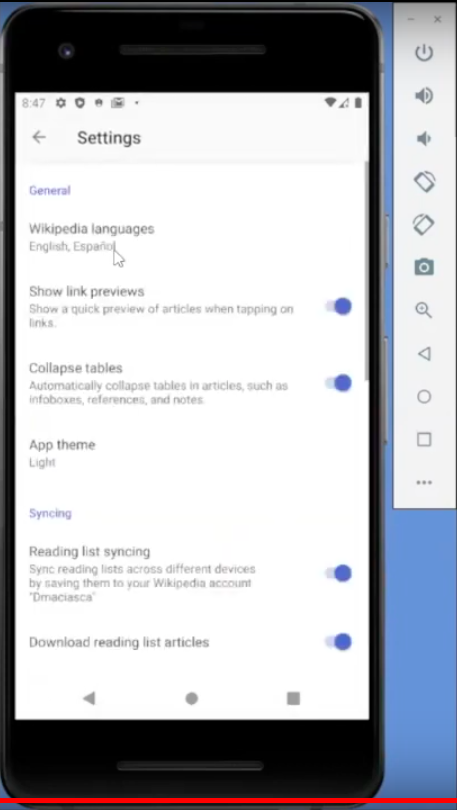 8:47
Settings
General
Wikipedia languages
English, Español
Show link previews
Show a quick preview of articles when tapping on
links.
Collapse tables
Automatically collapse tables in articles, such as
infoboxes, references, and notes.
App theme
Light
Syncing
Reading list syncing
Sync reading lists across different devices
by saving them to your Wikipedia account
"Dmaciasca"
Download reading list articles